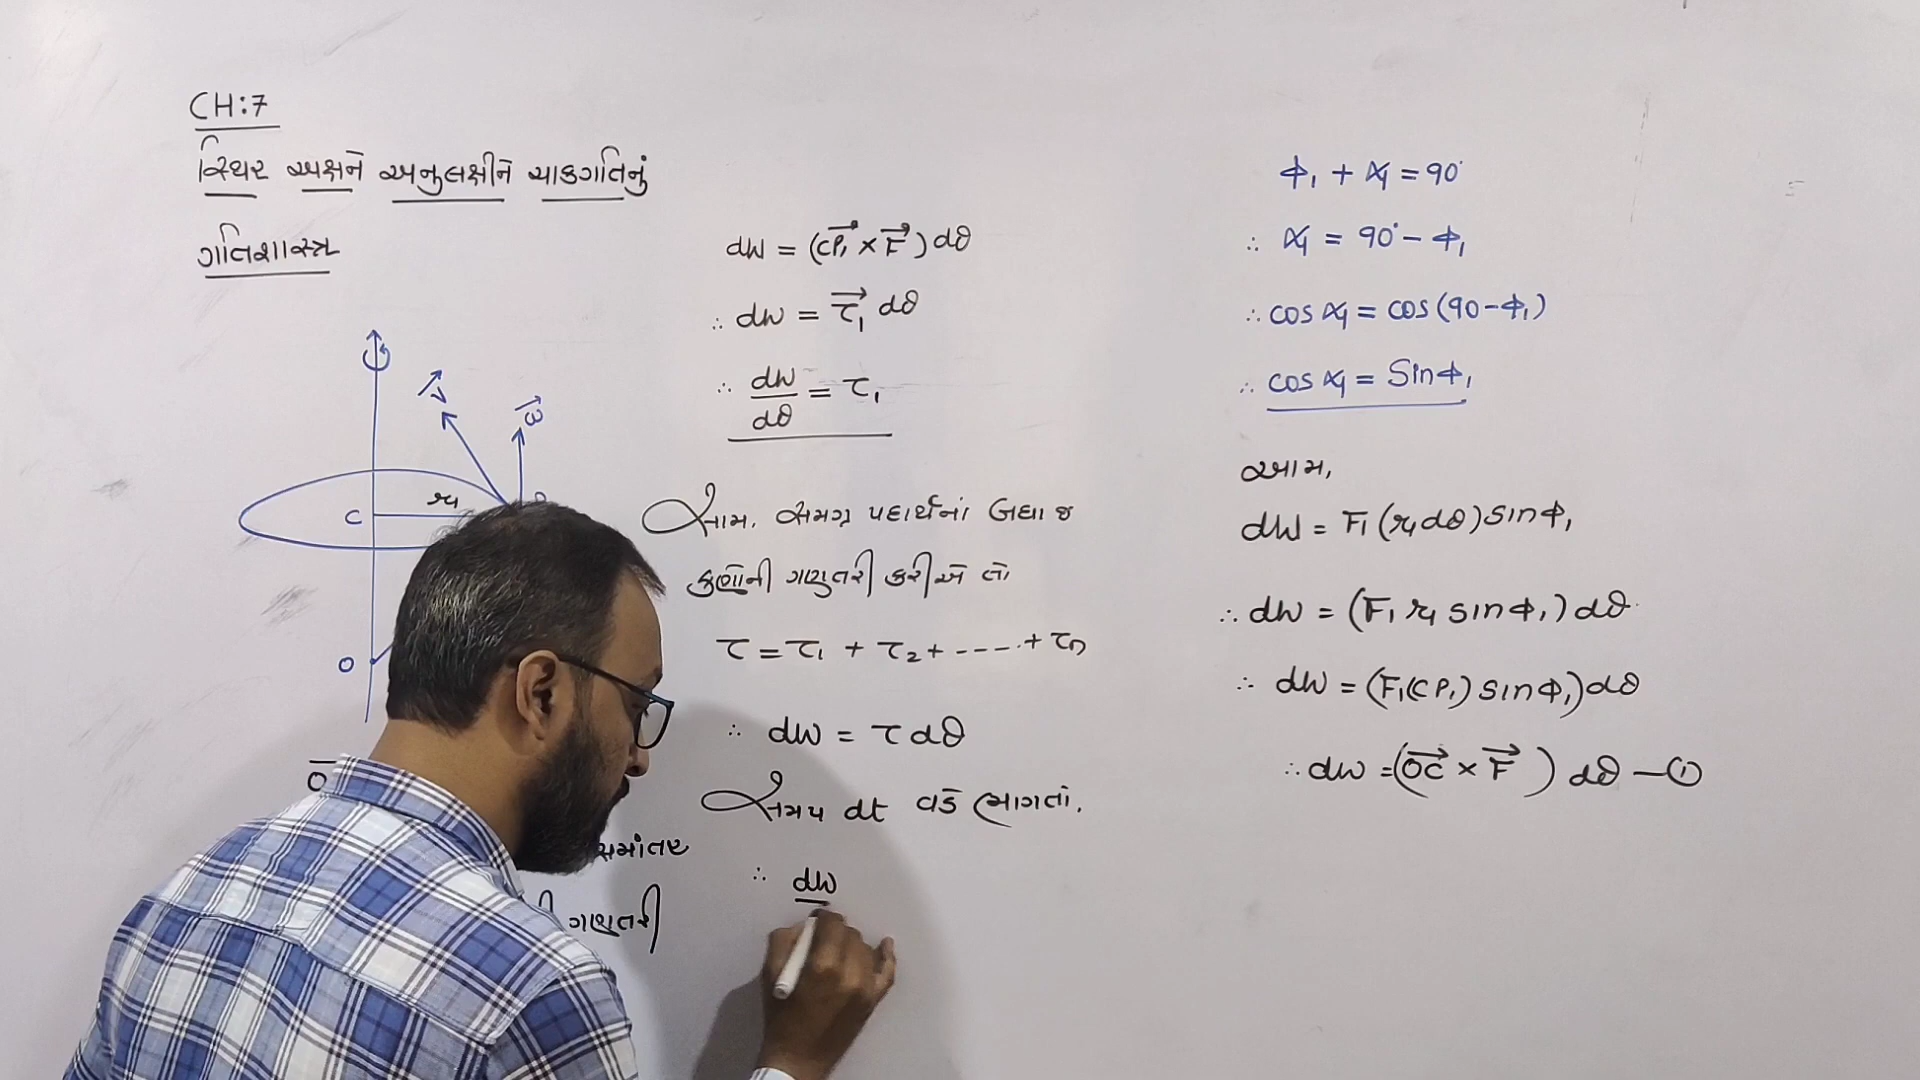 CH:7
સ્થિર અક્ષને અનુલક્ષીને ચાકગતિનું
ગતિશાસ્ત્ર
C
r₁
O
v⃗
ω⃗
O
સમાંતર
ગણતરી
dW = (CP₁⃗ × F⃗) dθ
∴ dW = τ₁⃗ dθ
∴ dW/dθ = τ₁
આમ, સમગ્ર પદાર્થનાં બધા જ
કણોની ગણતરી કરીએ તો
τ = τ₁ + τ₂ + ---- + τn
∴ dW = τ dθ
સમય dt વડે ભાગતાં.
∴ dW
ϕ₁ + α₁ = 90°
∴ α₁ = 90° − ϕ₁
∴ cos α₁ = cos (90 − ϕ₁)
∴ cos α₁ = Sin ϕ₁
આમ,
dW = F₁ (r₁ dθ) sin ϕ₁
∴ dW = (F₁ r₁ sin ϕ₁) dθ
∴ dW = (F₁(CP₁) sin ϕ₁) dθ
∴ dW = (OC⃗ × F⃗) dθ —①